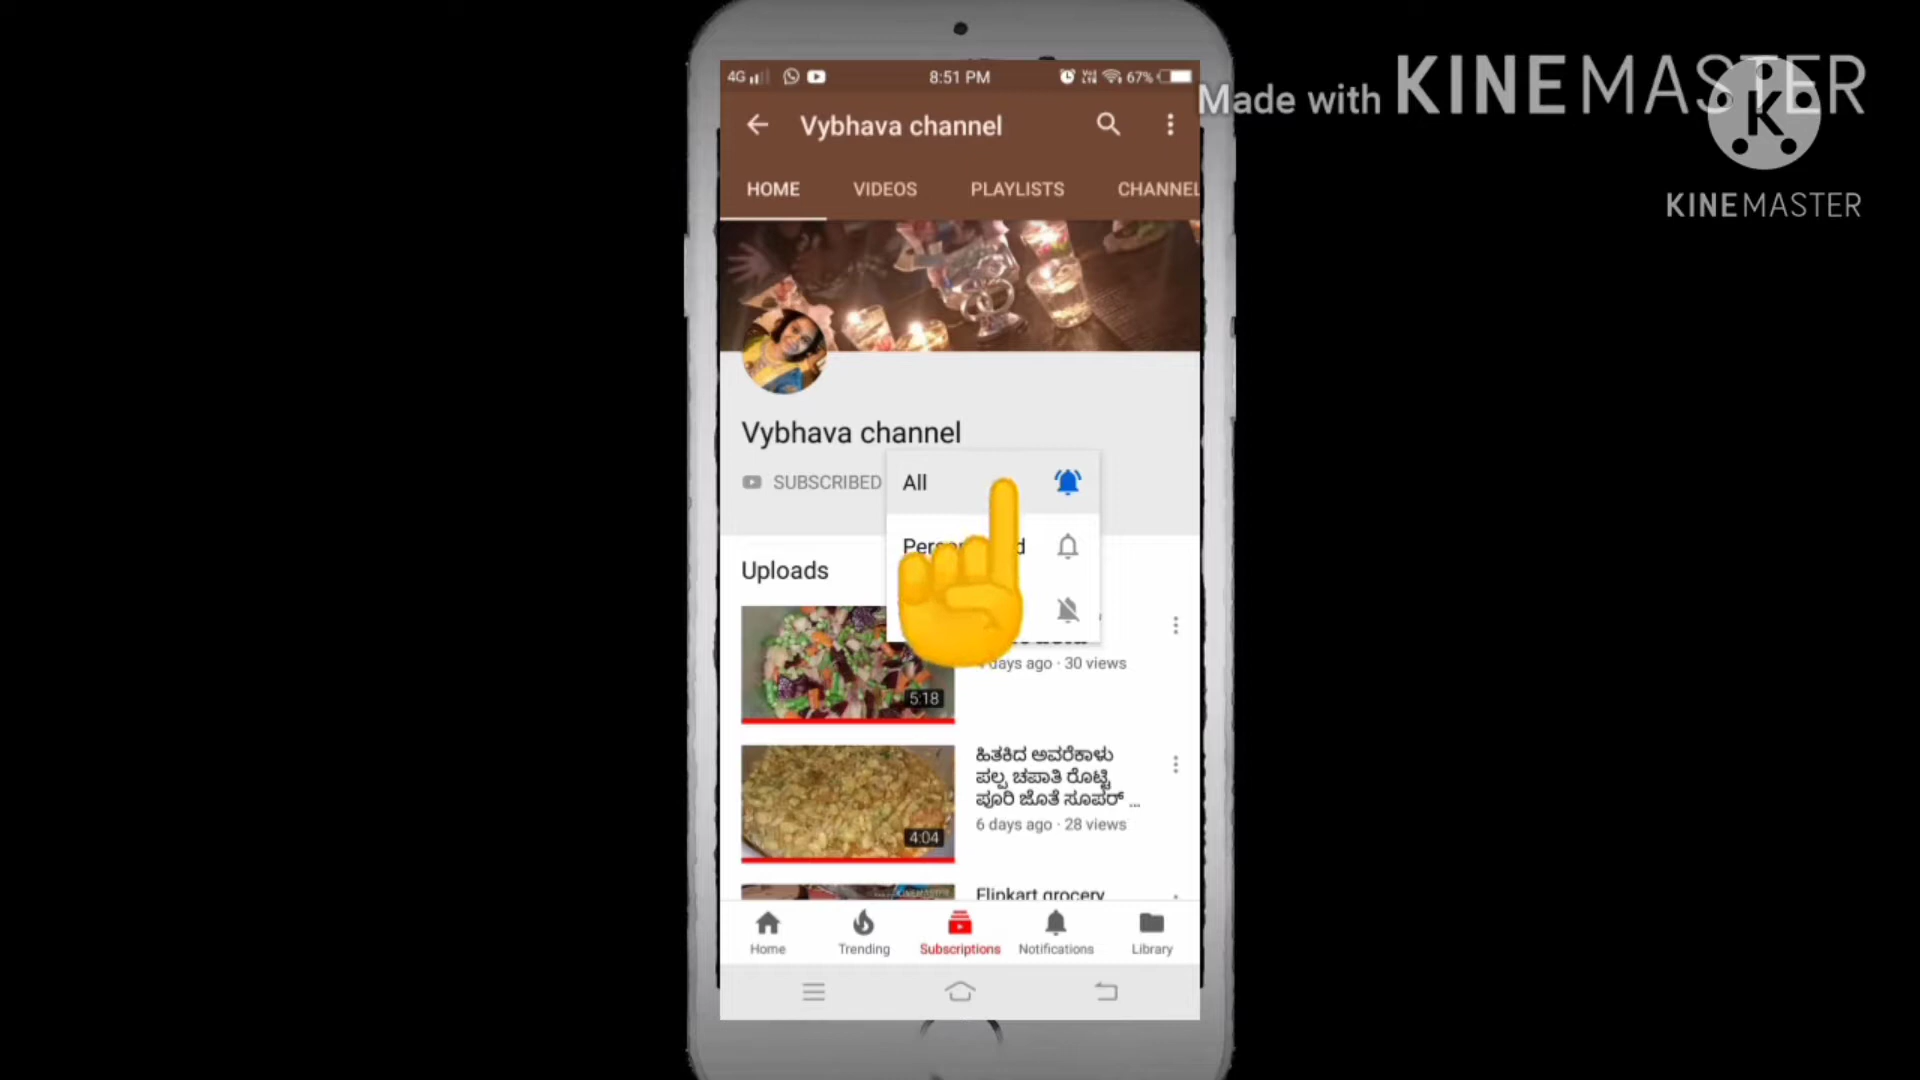 4G 8:51 PM 67%
Made with KINEMASTER
K
KINEMASTER
Vybhava channel
HOME VIDEOS PLAYLISTS CHANNEL
Vybhava channel
SUBSCRIBED
All
Uploads
days ago · 30 views
5:18
ಹಿತಕಿದ ಅವರೆಕಾಳು
ಪಲ್ಪ ಚಪಾತಿ ರೊಟ್ಟಿ
ಪೂರಿ ಜೊತೆ ಸೂಪರ್ ...
6 days ago · 28 views
4:04
KINEMASTER
Flipkart grocery
Home Trending Subscriptions Notifications Library